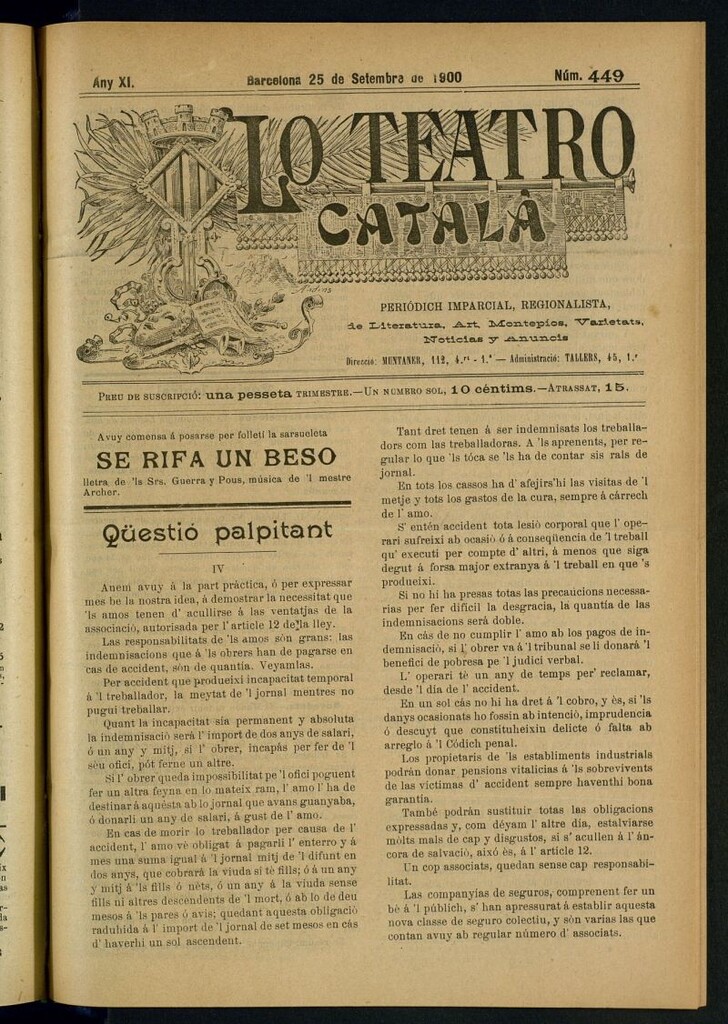 Any XI.
Barcelona 25 de Setembre de 1900
Núm. 449
LO TEATRO
CATALÀ
PERIÓDICH IMPARCIAL, REGIONALISTA,
de Literatura, Art, Montepios, Varietats,
Noticias y Anuncis
Direcció: MUNTANER, 112, 4.rt - 1.ª — Administració: TALLERS, 45, 1.ª
PREU DE SUSCRIPCIÓ: una pesseta TRIMESTRE.—UN NUMERO SOL, 10 céntims.—ATRASSAT, 15.
Avuy comensa á posarse per folletí la sarsueleta
SE RIFA UN BESO
lletra de 'ls Srs. Guerra y Pous, música de 'l mestre
Archer.
Qüestió palpitant
IV
Anem avuy á la part práctica, ó per expressar
mes be la nostra idea, á demostrar la necesitat que
'ls amos tenen d' acullirse á las ventatjas de la
associació, autorisada per l' article 12 de la lley.
Las responsabilitats de 'ls amos són grans: las
indemnisacions que á 'ls obrers han de pagarse en
cas de accident, són de quantía. Veyamlas.
Per accident que produeixi incapacitat temporal
á 'l treballador, la meytat de 'l jornal mentres no
pugui treballar.
Quant la incapacitat sia permanent y absoluta
la indemnisació será l' import de dos anys de salari,
ó un any y mitj, si l' obrer, incapás per fer de 'l
séu ofici, pót ferne un altre.
Si l' obrer queda impossibilitat pe 'l ofici poguent
fer un altra feyna en lo mateix ram, l' amo l' ha de
destinar á aquésta ab lo jornal que avans guanyaba,
ó donarli un any de salari, á gust de l' amo.
En cas de morir lo treballador per causa de l'
accident, l' amo vé obligat á pagarli l' enterro y á
més una suma igual á 'l jornal mitj de 'l difunt en
dos anys, que cobrará la viuda si té fills; ó á un any
y mitj á 'ls fills ó néts, ó un any á la viuda sense
fills ni altres descendents de 'l mort, ó ab lo de deu
mesos á 'ls pares ó avis; quedant aquesta obligació
raduhida á l' import de 'l jornal de set mesos en cás
d' haverhi un sol ascendent.
Tant dret tenen á ser indemnisats los treballa-
dors com las treballadoras. A 'ls aprenents, per re-
gular lo que 'ls tóca se 'ls ha de contar sis rals de
jornal.
En tots los cassos ha d' afejirs'hi las visitas de 'l
metje y tots los gastos de la cura, sempre á cárrech
de l' amo.
S' entén accident tota lesió corporal que l' ope-
rari sufreixi ab ocasió ó á conseqüencia de 'l treball
qu' executi per compte d' altri, á menos que siga
degut á forsa major extranya á 'l treball en que 's
produeixi.
Si no hi ha presas totas las precaucions necessa-
rias per fer difícil la desgracia, la quantía de las
indemnisacions será doble.
En cás de no cumplir l' amo ab los pagos de in-
demnisació, si l' obrer va á 'l tribunal se li donará 'l
benefici de pobresa pe 'l judici verbal.
L' operari té un any de temps per' reclamar,
desde 'l día de l' accident.
En un sol cás no hi ha dret á 'l cobro, y és, si 'ls
danys ocasionats ho fossin ab intenció, imprudencia
ó descuyt que constituheixin delicte ó falta ab
arreglo á 'l Códich penal.
Los propietaris de 'ls establiments industrials
podrán donar pensions vitalicias á 'ls sobrevivents
de las víctimas d' accident sempre haventhi bona
garantía.
També podrán sustituir totas las obligacions
expressadas y, com déyam l' altre día, estalviarse
mólts mals de cap y disgustos, si s' acullen á l' án-
cora de salvació, aixó és, á l' article 12.
Un cop associats, quedan sense cap responsabi-
litat.
Las companyías de seguros, comprenent fer un
bé á 'l públich, s' han apressurat á establir aquesta
nova classe de seguro colectiu, y són varias las que
contan avuy ab regular número d' associats.